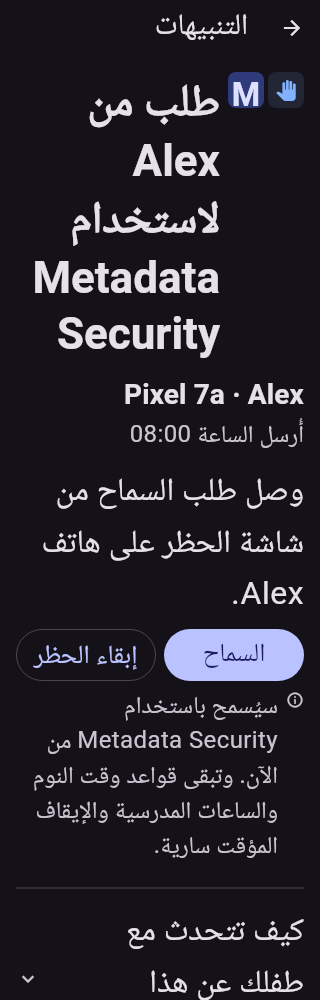 التنبيهات
M
طلب من
Alex
لاستخدام
Metadata
Security
Pixel 7a · Alex
أُرسل الساعة 08:00
وصل طلب السماح من
شاشة الحظر على هاتف
Alex.
السماح
إبقاء الحظر
سيُسمح باستخدام
Metadata Security من
الآن. وتبقى قواعد وقت النوم
والساعات المدرسية والإيقاف
المؤقت سارية.
كيف تتحدث مع
طفلك عن هذا